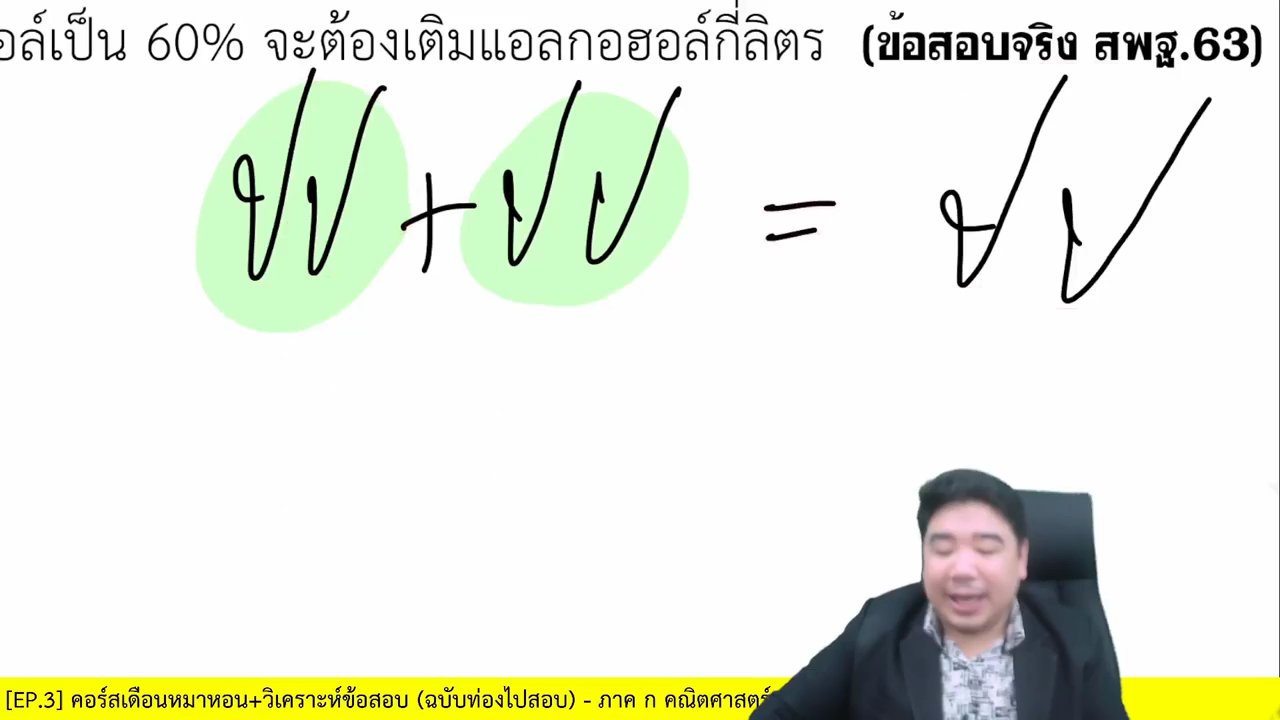 อล์เป็น 60% จะต้องเติมแอลกอฮอล์กี่ลิตร (ข้อสอบจริง สพฐ.63)
ปป + ปป = ปป
[EP.3] คอร์สเดือนหมาหอน+วิเคราะห์ข้อสอบ (ฉบับท่องไปสอบ) - ภาค ก คณิตศาสตร์